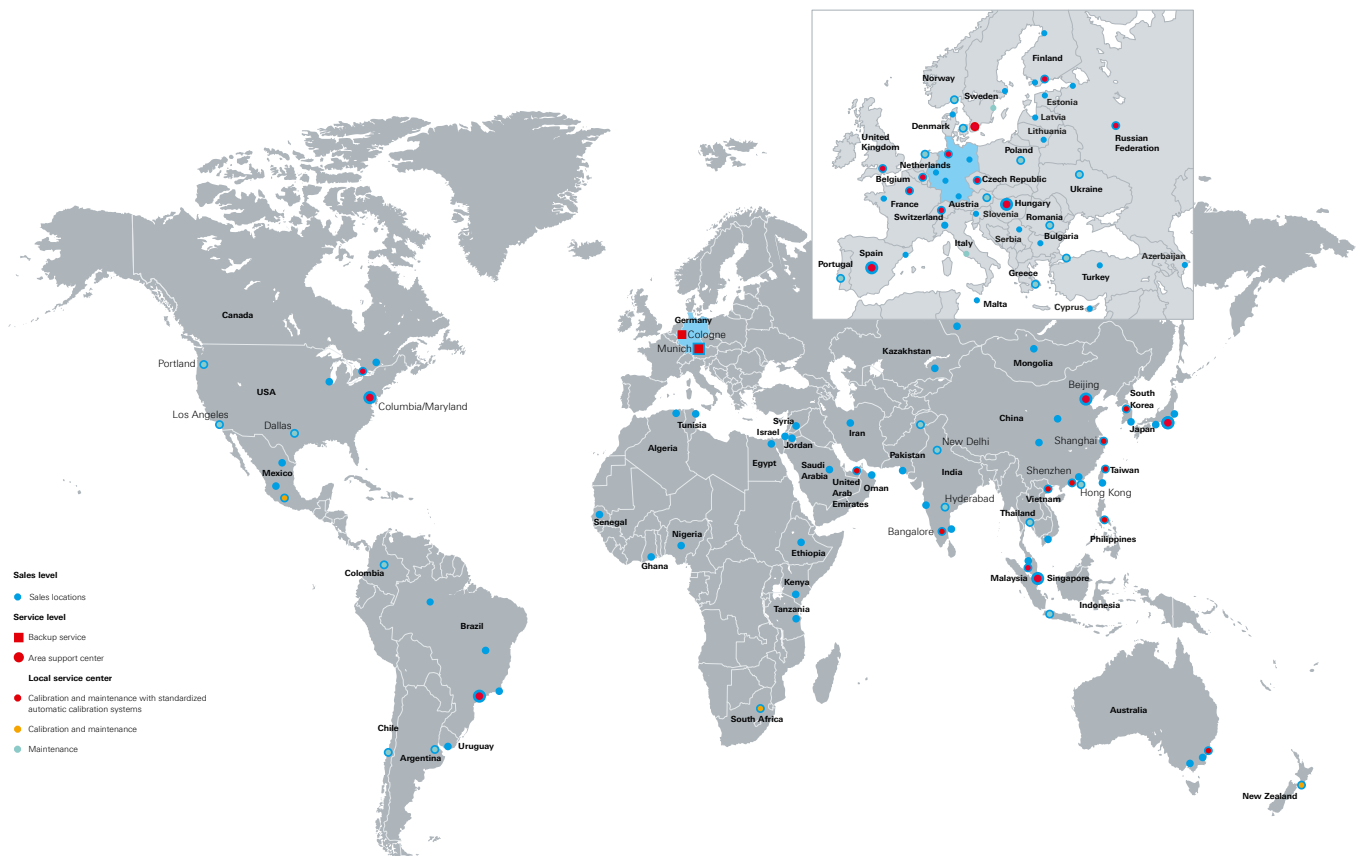 Finland
Norway
Sweden
Estonia
Latvia
Denmark
Lithuania
United
Kingdom
Russian
Federation
Poland
Netherlands
Belgium
Czech Republic
Ukraine
France
Austria
Hungary
Switzerland
Slovenia
Romania
Serbia
Bulgaria
Italy
Spain
Portugal
Azerbaijan
Greece
Turkey
Malta
Cyprus
Canada
Germany
Cologne
Munich
Kazakhstan
Mongolia
Portland
USA
Beijing
South
Korea
Columbia/Maryland
Los Angeles
Dallas
China
Japan
Tunisia
Syria
Israel
Jordan
Iran
Algeria
Shanghai
New Delhi
Pakistan
Egypt
Saudi
Arabia
India
Shenzhen
Taiwan
Mexico
United
Arab
Emirates
Oman
Hong Kong
Vietnam
Hyderabad
Thailand
Senegal
Nigeria
Bangalore
Philippines
Ethiopia
Ghana
Colombia
Kenya
Malaysia
Singapore
Tanzania
Indonesia
Brazil
Australia
South Africa
Chile
Uruguay
Argentina
New Zealand
Sales level
Sales locations
Service level
Backup service
Area support center
Local service center
Calibration and maintenance with standardized
automatic calibration systems
Calibration and maintenance
Maintenance